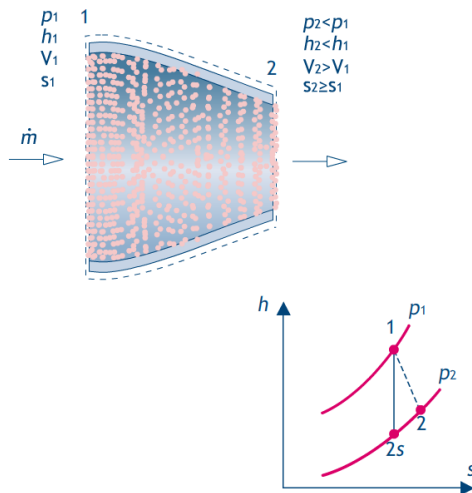 p₁ 1
h₁
V₁
s₁
p₂<p₁
h₂<h₁
V₂>V₁
s₂≥s₁
2
ṁ
h
1
p₁
p₂
2
2s
s